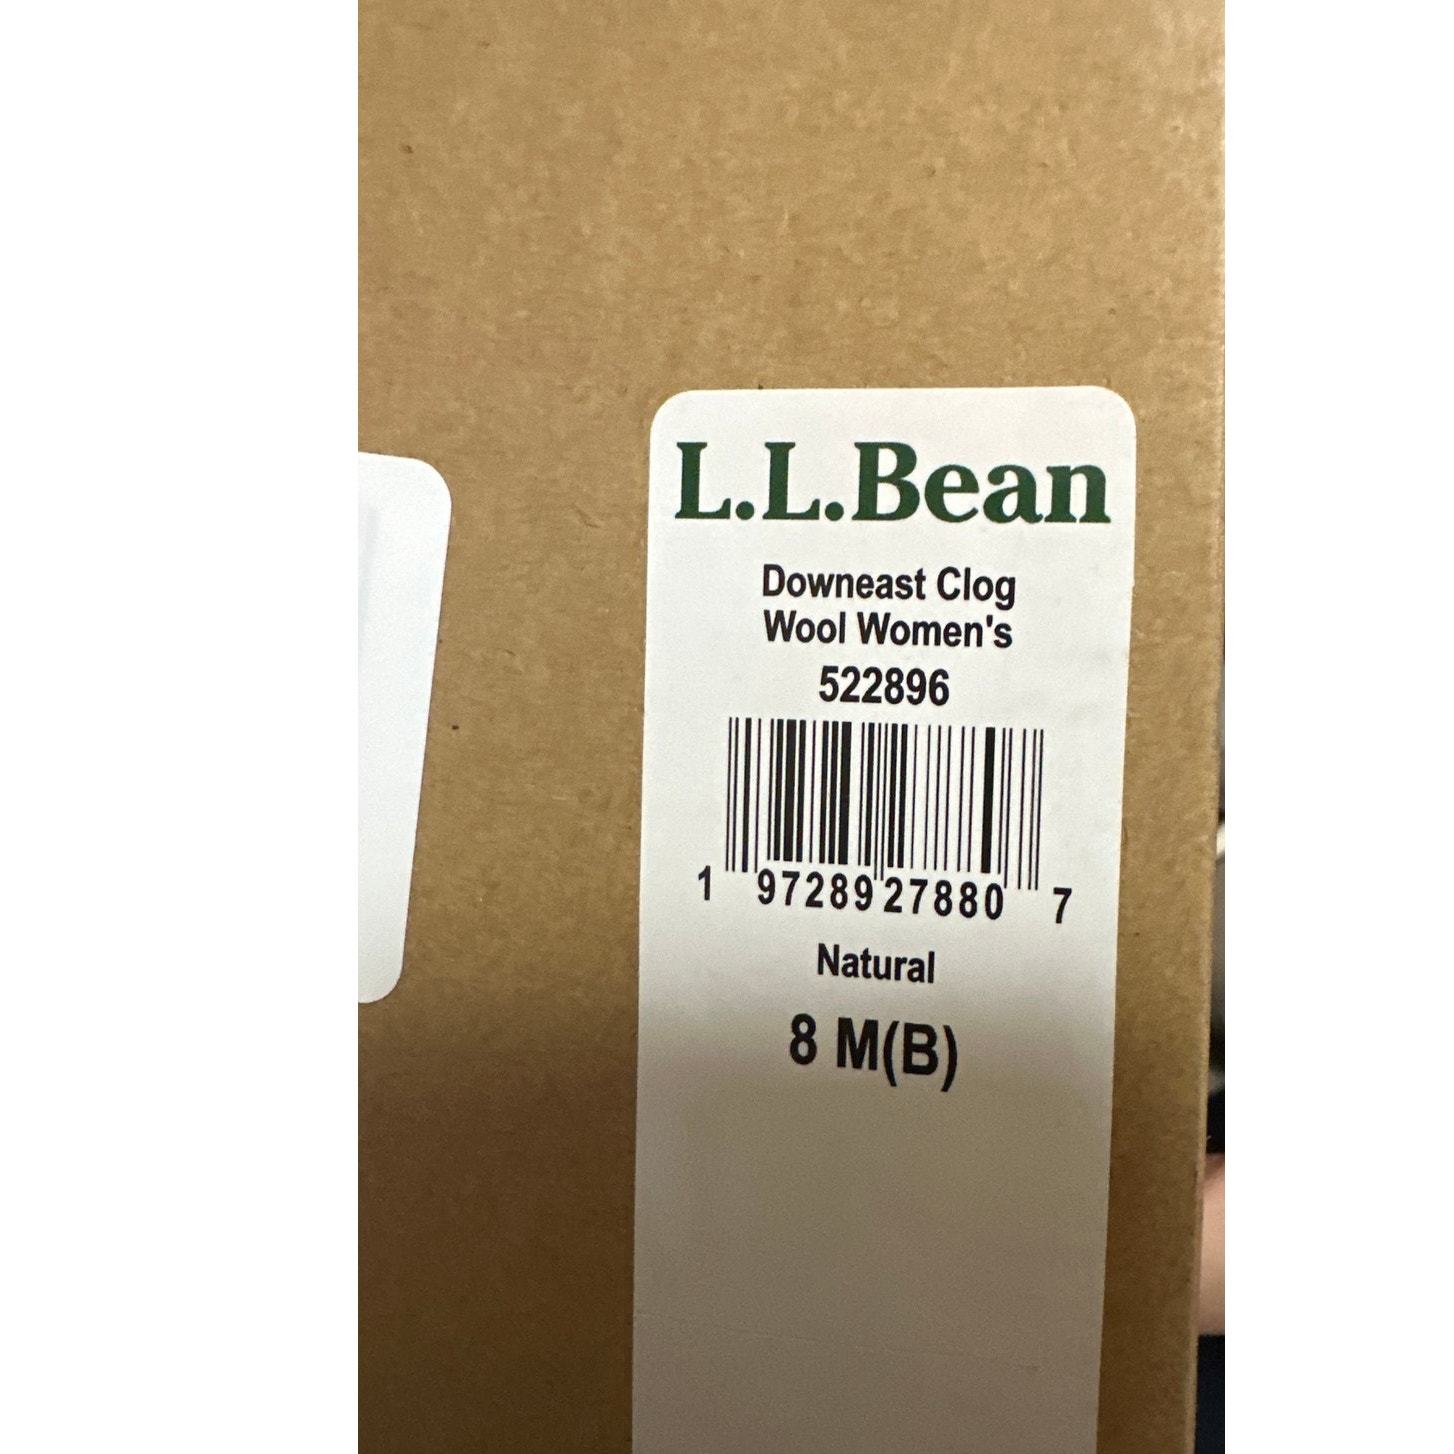 L.L.Bean
Downeast Clog
Wool Women's
522896
1 97289 27880 7
Natural
8 M(B)